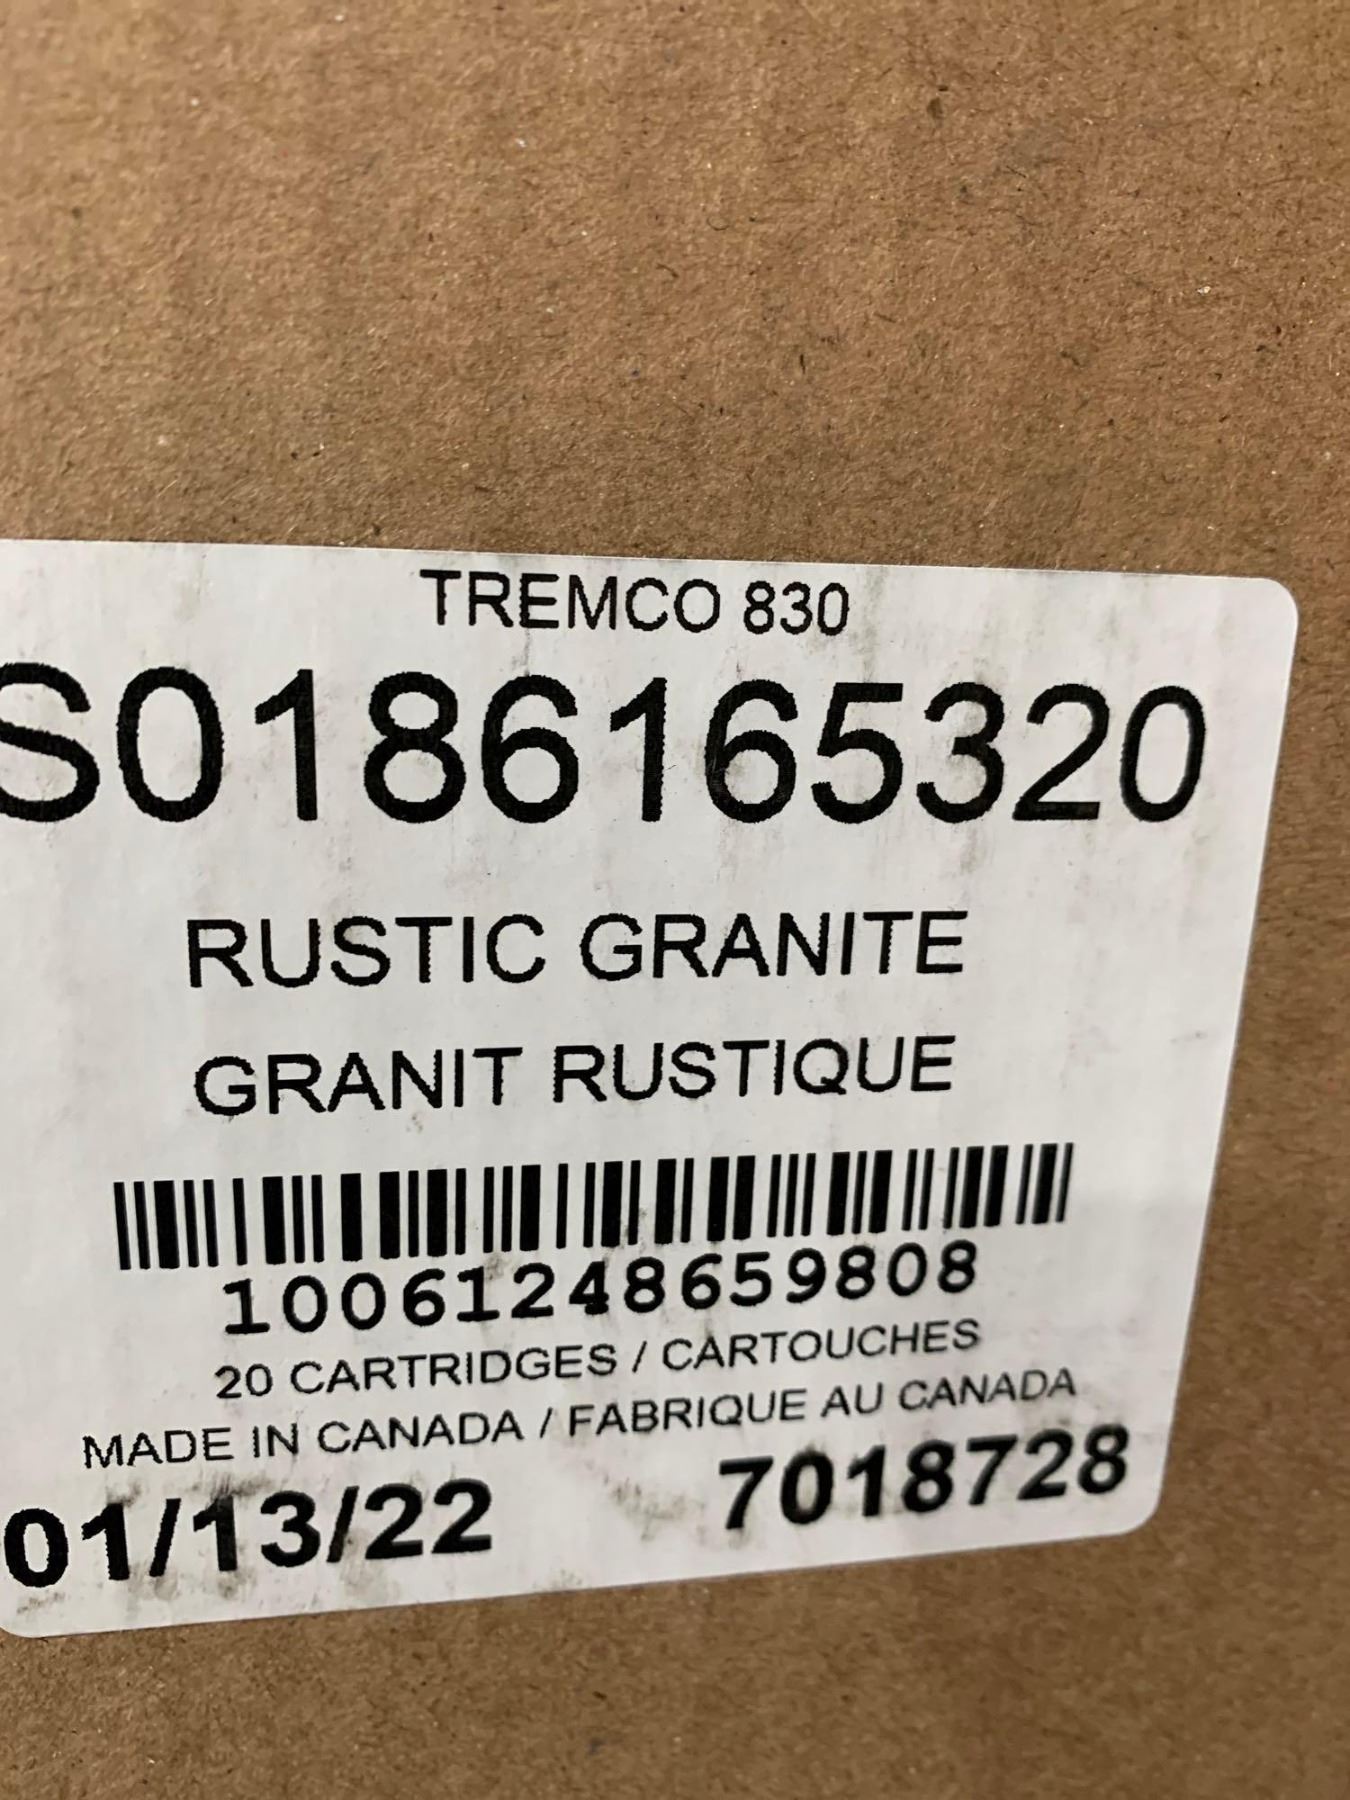 TREMCO 830
S0186165320
RUSTIC GRANITE
GRANIT RUSTIQUE
10061248659808
20 CARTRIDGES / CARTOUCHES
MADE IN CANADA / FABRIQUE AU CANADA
01/13/22 7018728